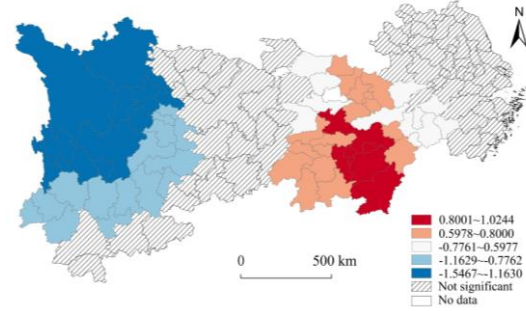 N
0.8001~1.0244
0.5978~0.8000
-0.7761~0.5977
-1.1629~-0.7762
-1.5467~-1.1630
Not significant
No data
0 500 km